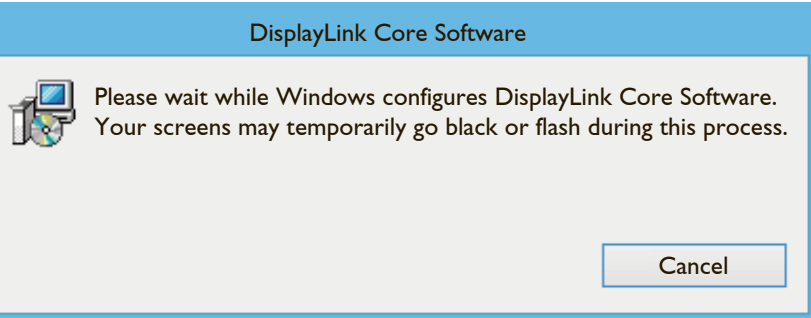 DisplayLink Core Software
Please wait while Windows configures DisplayLink Core Software.
Your screens may temporarily go black or flash during this process.
Cancel